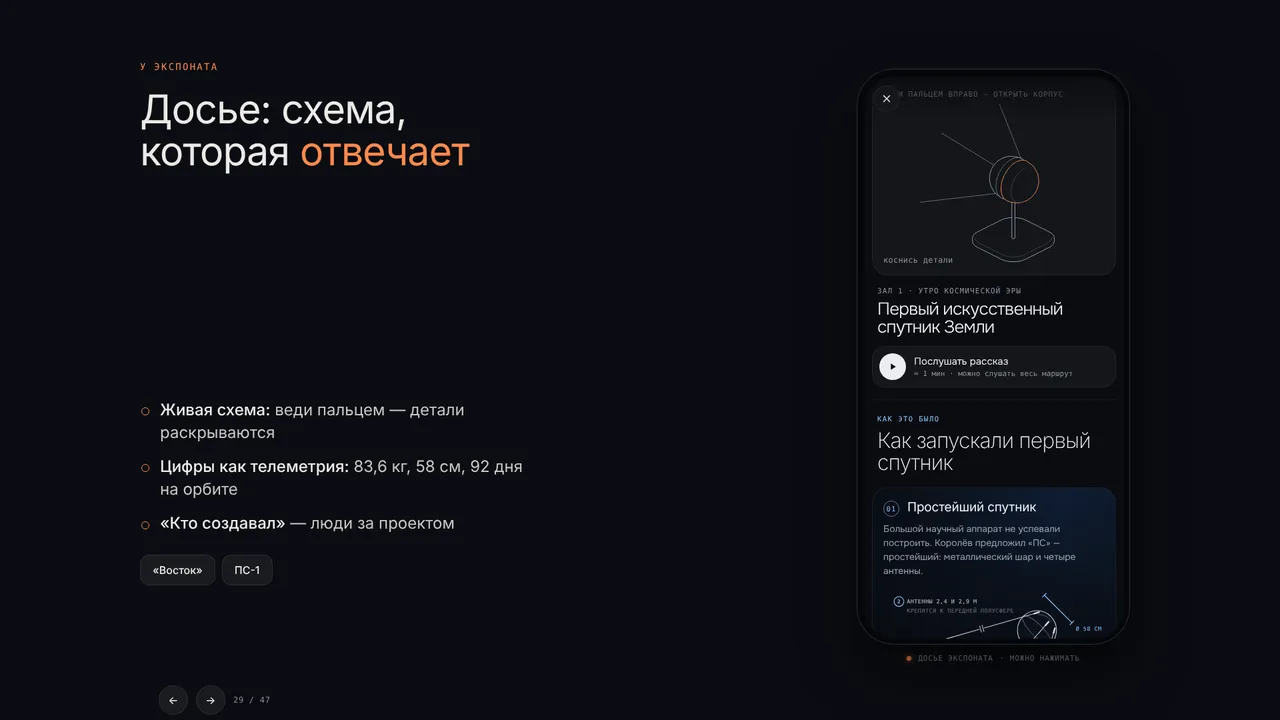 У ЭКСПОНАТА
Досье: схема,
которая отвечает
Живая схема: веди пальцем — детали
раскрываются
Цифры как телеметрия: 83,6 кг, 58 см, 92 дня
на орбите
«Кто создавал» — люди за проектом
«Восток»
ПС-1
29 / 47
ПАЛЬЦЕМ ВПРАВО — ОТКРЫТЬ КОРПУС
коснись детали
ЗАЛ 1 · УТРО КОСМИЧЕСКОЙ ЭРЫ
Первый искусственный
спутник Земли
Послушать рассказ
≈ 1 мин · можно слушать весь маршрут
КАК ЭТО БЫЛО
Как запускали первый
спутник
01 Простейший спутник
Большой научный аппарат не успевали
построить. Королёв предложил «ПС» —
простейший: металлический шар и четыре
антенны.
2 АНТЕННЫ 2,4 И 2,9 М
КРЕПЯТСЯ К ПЕРЕДНЕЙ ПОЛУСФЕРЕ
Ø 58 СМ
ДОСЬЕ ЭКСПОНАТА · МОЖНО НАЖИМАТЬ